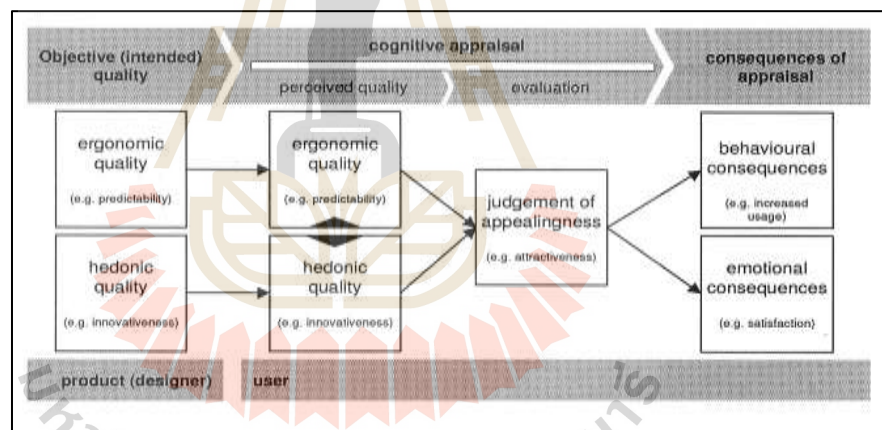 Objective (intended)
quality
cognitive appraisal
perceived quality
evaluation
consequences of
appraisal
ergonomic
quality
(e.g. predictability)
ergonomic
quality
(e.g. predictability)
hedonic
quality
(e.g. innovativeness)
hedonic
quality
(e.g. innovativeness)
judgement of
appealingness
(e.g. attractiveness)
behavioural
consequences
(e.g. increased
usage)
emotional
consequences
(e.g. satisfaction)
product (designer)
user